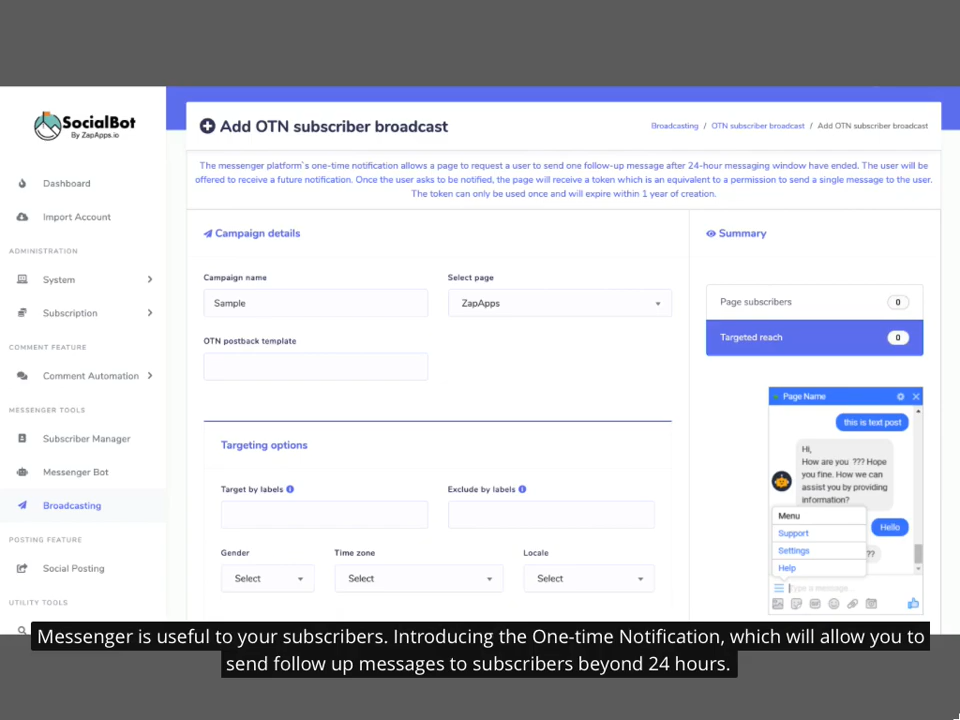 SocialBot
By ZapApps.io
Dashboard
Import Account
ADMINISTRATION
System
Subscription
COMMENT FEATURE
Comment Automation
MESSENGER TOOLS
Subscriber Manager
Messenger Bot
Broadcasting
POSTING FEATURE
Social Posting
UTILITY TOOLS
Add OTN subscriber broadcast
Broadcasting / OTN subscriber broadcast / Add OTN subscriber broadcast
The messenger platform`s one-time notification allows a page to request a user to send one follow-up message after 24-hour messaging window have ended. The user will be
offered to receive a future notification. Once the user asks to be notified, the page will receive a token which is an equivalent to a permission to send a single message to the user.
The token can only be used once and will expire within 1 year of creation.
Campaign details
Campaign name
Select page
Sample
ZapApps
OTN postback template
Targeting options
Target by labels
Exclude by labels
Gender
Time zone
Locale
Select
Select
Select
Summary
Page subscribers 0
Targeted reach 0
Page Name
this is text post
Hi,
How are you ??? Hope
you fine. How we can
assist you by providing
information?
Hello
??
Menu
Support
Settings
Help
Type a message...
Messenger is useful to your subscribers. Introducing the One-time Notification, which will allow you to
send follow up messages to subscribers beyond 24 hours.